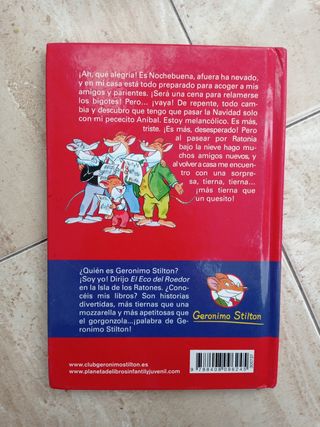 ¡Ah, qué alegría! Es Nochebuena, afuera ha nevado,
y en mi casa está todo preparado para acoger a mis
amigos y parientes. ¡Será una cena para relamerse
los bigotes! Pero... ¡vaya! De repente, todo cam-
bia y descubro que tengo que pasar la Navidad solo
con mi pececito Aníbal. Estoy melancólico. Es más,
triste. ¡Es más, desesperado! Pero
al pasear por Ratonia
bajo la nieve hago mu-
chos amigos nuevos, y
al volver a casa me encuen-
tro con una sorpre-
sa, tierna, tierna...
¡más tierna que
un quesito!
¿Quién es Geronimo Stilton?
¡Soy yo! Dirijo El Eco del Roedor
en la Isla de los Ratones. ¿Cono-
céis mis libros? Son historias
divertidas, más tiernas que una
mozzarella y más apetitosas que
el gorgonzola... ¡palabra de Ge-
ronimo Stilton!
Geronimo Stilton
www.clubgeronimostilton.es
www.planetadelibrosinfantilyjuvenil.com